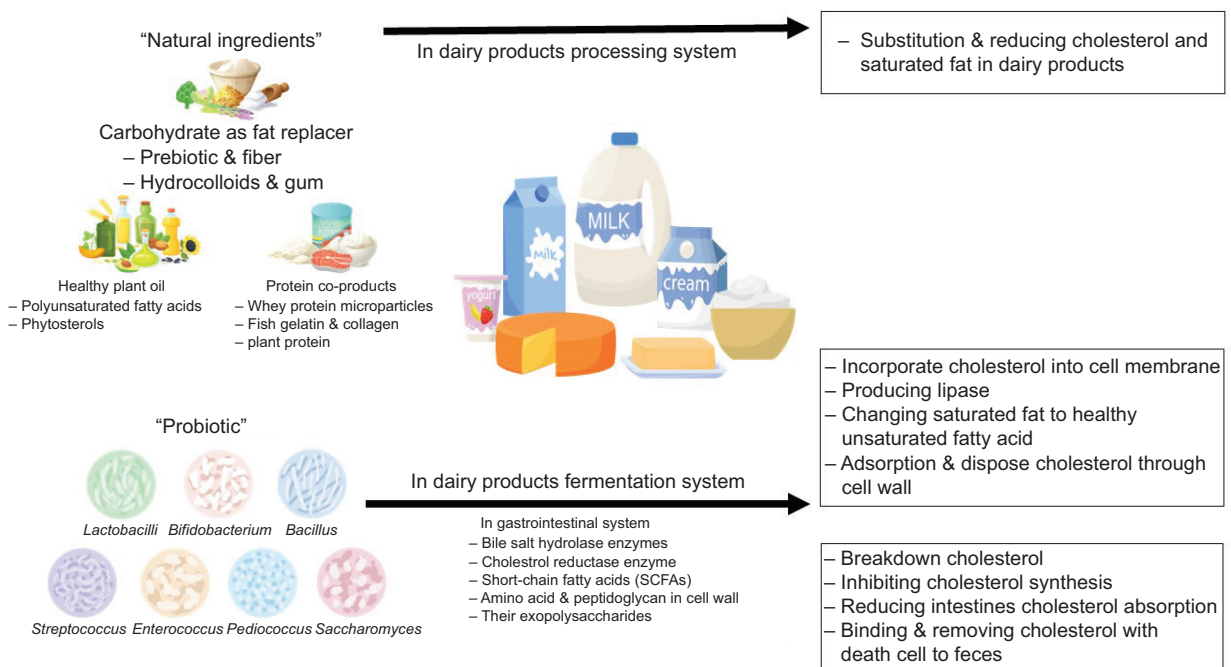 “Natural ingredients”
In dairy products processing system
– Substitution & reducing cholesterol and
saturated fat in dairy products
Carbohydrate as fat replacer
– Prebiotic & fiber
– Hydrocolloids & gum
Healthy plant oil
– Polyunsaturated fatty acids
– Phytosterols
Protein co-products
– Whey protein microparticles
– Fish gelatin & collagen
– plant protein
MILK
Milk
cream
yogurt
“Probiotic”
Lactobacilli
Bifidobacterium
Bacillus
Streptococcus
Enterococcus
Pediococcus
Saccharomyces
In dairy products fermentation system
In gastrointestinal system
– Bile salt hydrolase enzymes
– Cholestrol reductase enzyme
– Short-chain fatty acids (SCFAs)
– Amino acid & peptidoglycan in cell wall
– Their exopolysaccharides
– Incorporate cholesterol into cell membrane
– Producing lipase
– Changing saturated fat to healthy
unsaturated fatty acid
– Adsorption & dispose cholesterol through
cell wall
– Breakdown cholesterol
– Inhibiting cholesterol synthesis
– Reducing intestines cholesterol absorption
– Binding & removing cholesterol with
death cell to feces